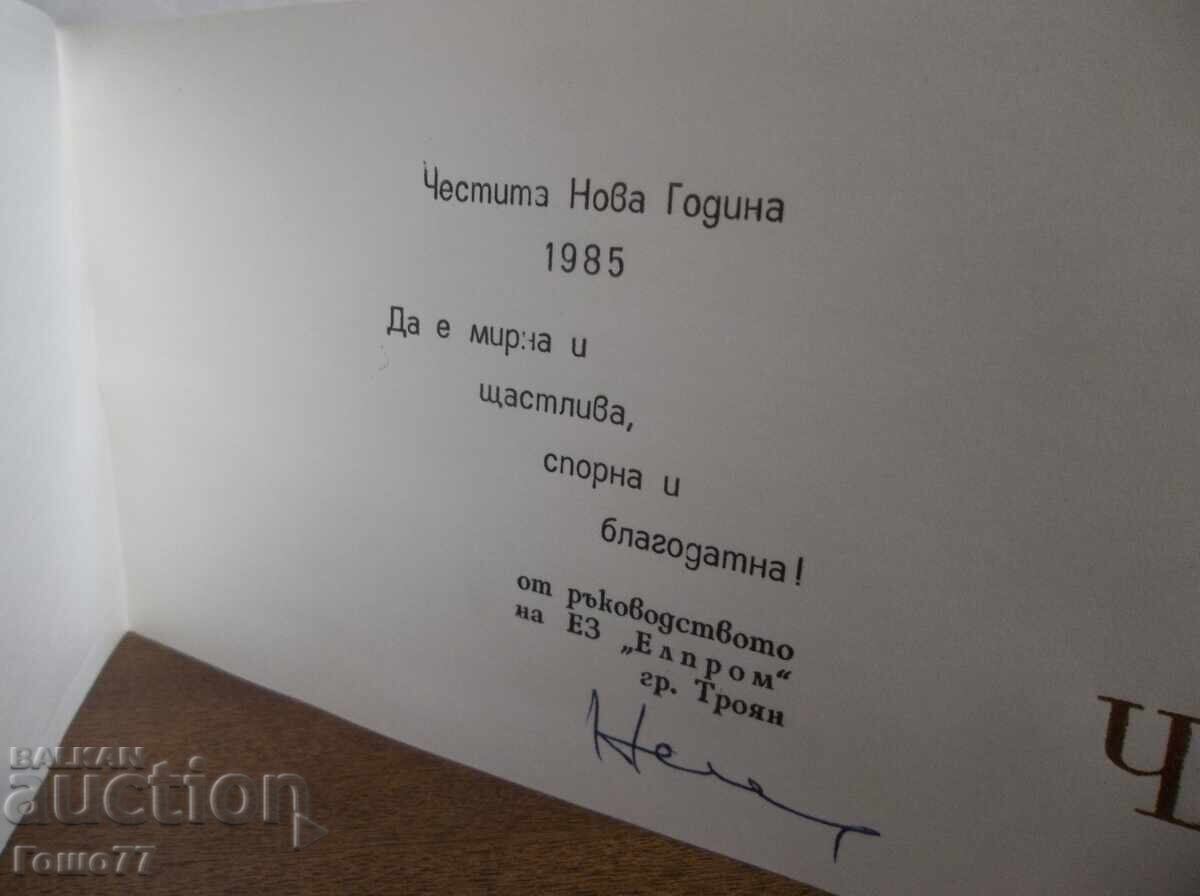 Честита Нова Година
1985
Да е мирна и
щастлива,
спорна и
благодатна!
от ръководството
на ЕЗ „Елпром“
гр. Троян
Ч
BALKAN
auction
Гошо77